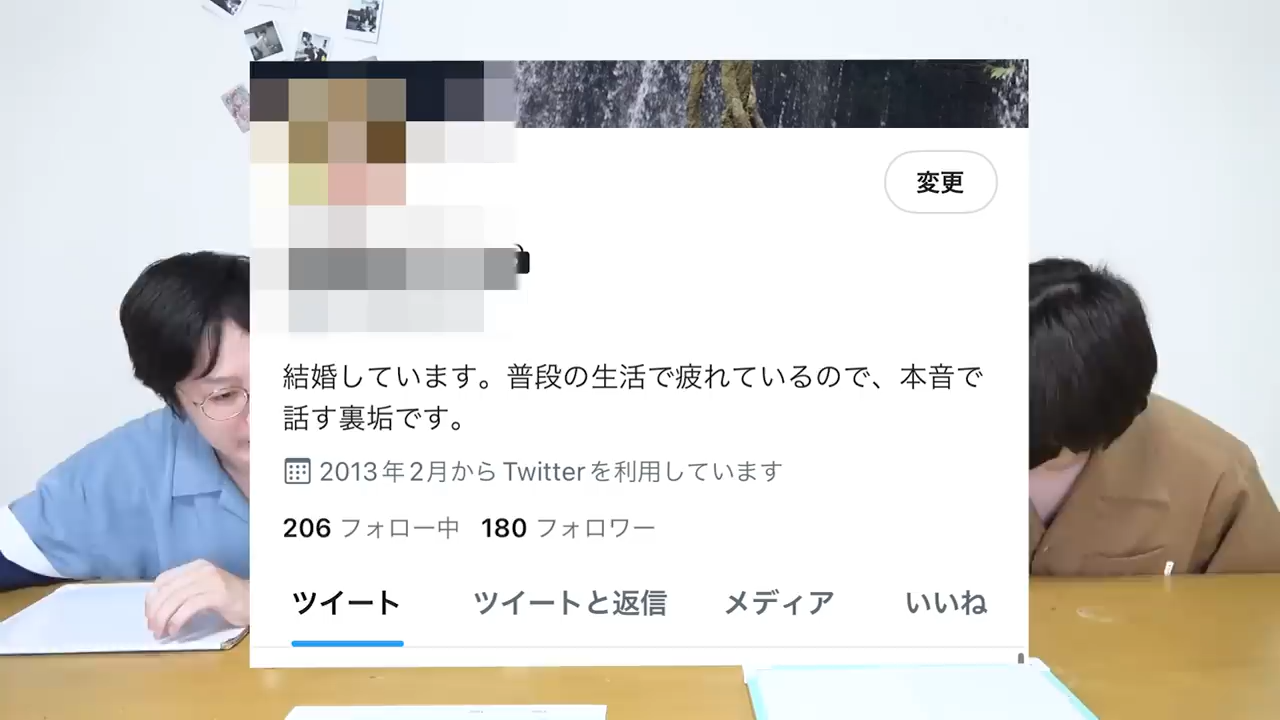 変更
結婚しています。普段の生活で疲れているので、本音で
話す裏垢です。
2013年2月からTwitterを利用しています
206 フォロー中 180 フォロワー
ツイート ツイートと返信 メディア いいね